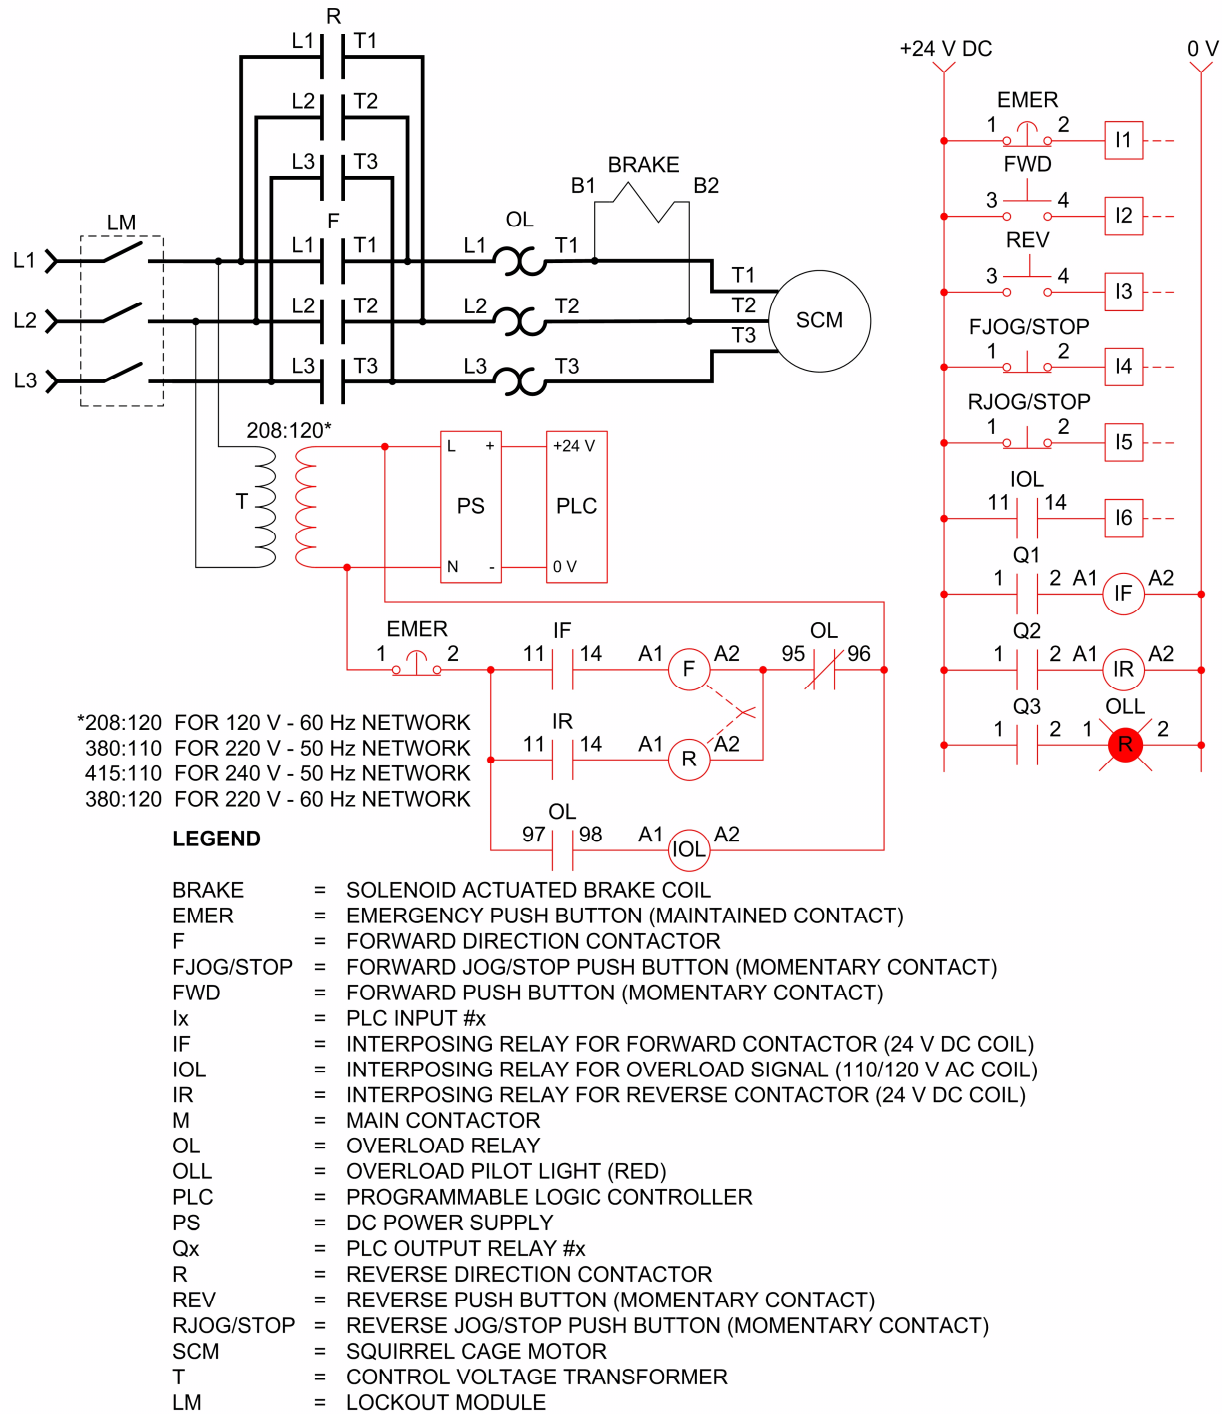 R
L1 T1
L2 T2
L3 T3
F
LM
L1 L1 T1 L1 OL T1
L2 L2 T2 L2 T2
L3 L3 T3 L3 T3
BRAKE
B1 B2
T1
T2
T3
SCM
208:120*
T
L + +24 V
PS PLC
N - 0 V
EMER
1 2
IF
11 14 A1 F A2
OL
95 96
IR
11 14 A1 R A2
OL
97 98 A1 IOL A2
+24 V DC 0 V
EMER
1 2 I1
FWD
3 4 I2
REV
3 4 I3
FJOG/STOP
1 2 I4
RJOG/STOP
1 2 I5
IOL
11 14 I6
Q1
1 2 A1 IF A2
Q2
1 2 A1 IR A2
Q3 OLL
1 2 1 R 2
*208:120 FOR 120 V - 60 Hz NETWORK
380:110 FOR 220 V - 50 Hz NETWORK
415:110 FOR 240 V - 50 Hz NETWORK
380:120 FOR 220 V - 60 Hz NETWORK
LEGEND
BRAKE = SOLENOID ACTUATED BRAKE COIL
EMER = EMERGENCY PUSH BUTTON (MAINTAINED CONTACT)
F = FORWARD DIRECTION CONTACTOR
FJOG/STOP = FORWARD JOG/STOP PUSH BUTTON (MOMENTARY CONTACT)
FWD = FORWARD PUSH BUTTON (MOMENTARY CONTACT)
Ix = PLC INPUT #x
IF = INTERPOSING RELAY FOR FORWARD CONTACTOR (24 V DC COIL)
IOL = INTERPOSING RELAY FOR OVERLOAD SIGNAL (110/120 V AC COIL)
IR = INTERPOSING RELAY FOR REVERSE CONTACTOR (24 V DC COIL)
M = MAIN CONTACTOR
OL = OVERLOAD RELAY
OLL = OVERLOAD PILOT LIGHT (RED)
PLC = PROGRAMMABLE LOGIC CONTROLLER
PS = DC POWER SUPPLY
Qx = PLC OUTPUT RELAY #x
R = REVERSE DIRECTION CONTACTOR
REV = REVERSE PUSH BUTTON (MOMENTARY CONTACT)
RJOG/STOP = REVERSE JOG/STOP PUSH BUTTON (MOMENTARY CONTACT)
SCM = SQUIRREL CAGE MOTOR
T = CONTROL VOLTAGE TRANSFORMER
LM = LOCKOUT MODULE